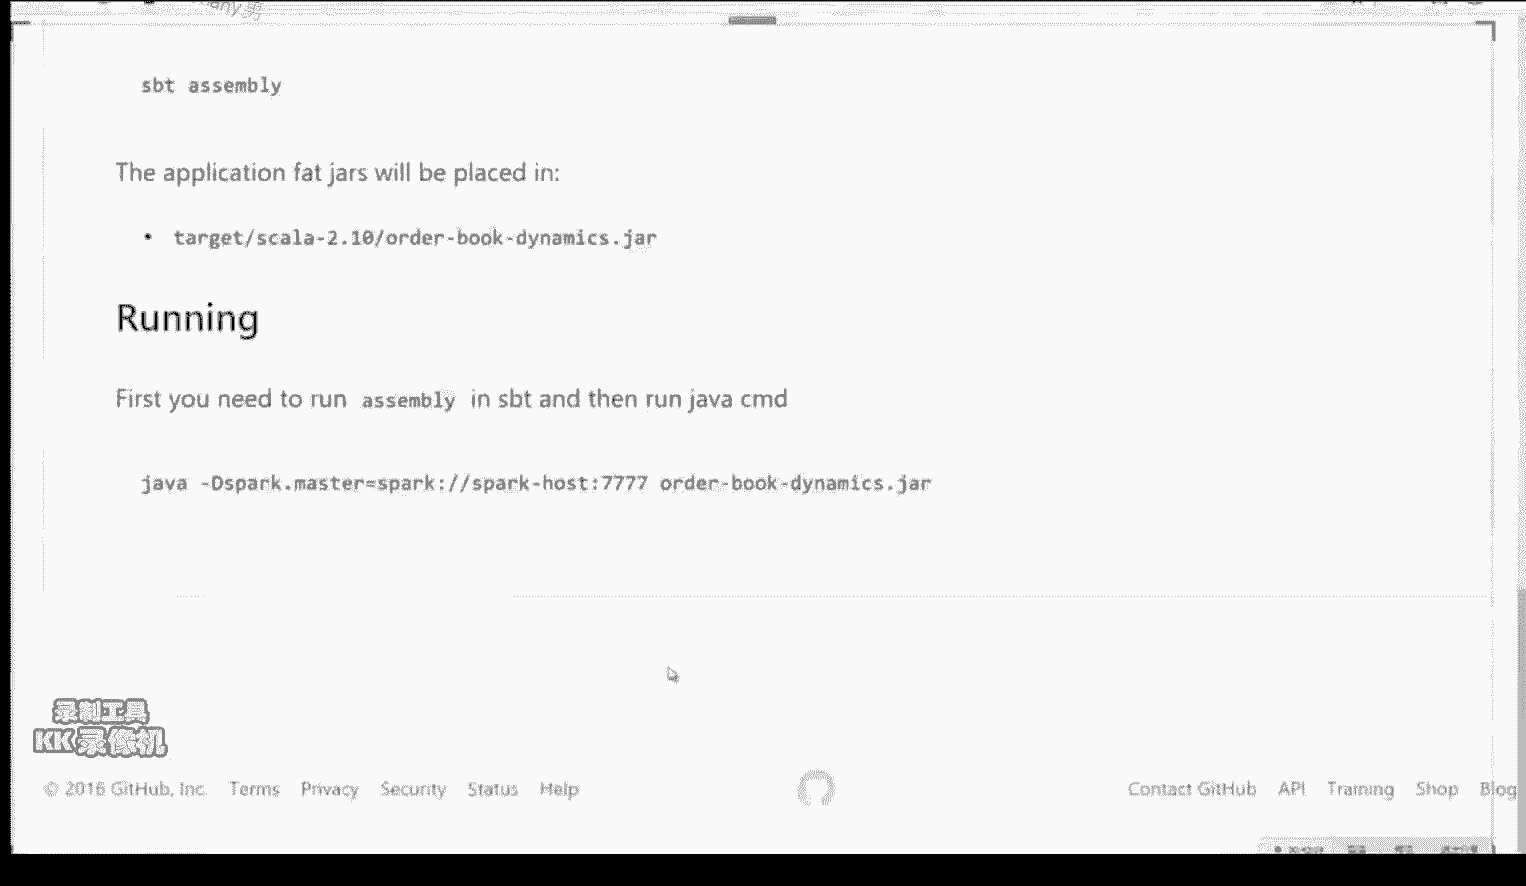 sbt assembly
The application fat jars will be placed in:
• target/scala-2.10/order-book-dynamics.jar
Running
First you need to run assembly in sbt and then run java cmd
java -Dspark.master=spark://spark-host:7777 order-book-dynamics.jar
录制工具
KK录像机
© 2016 GitHub, Inc. Terms Privacy Security Status Help Contact GitHub API Training Shop Blog